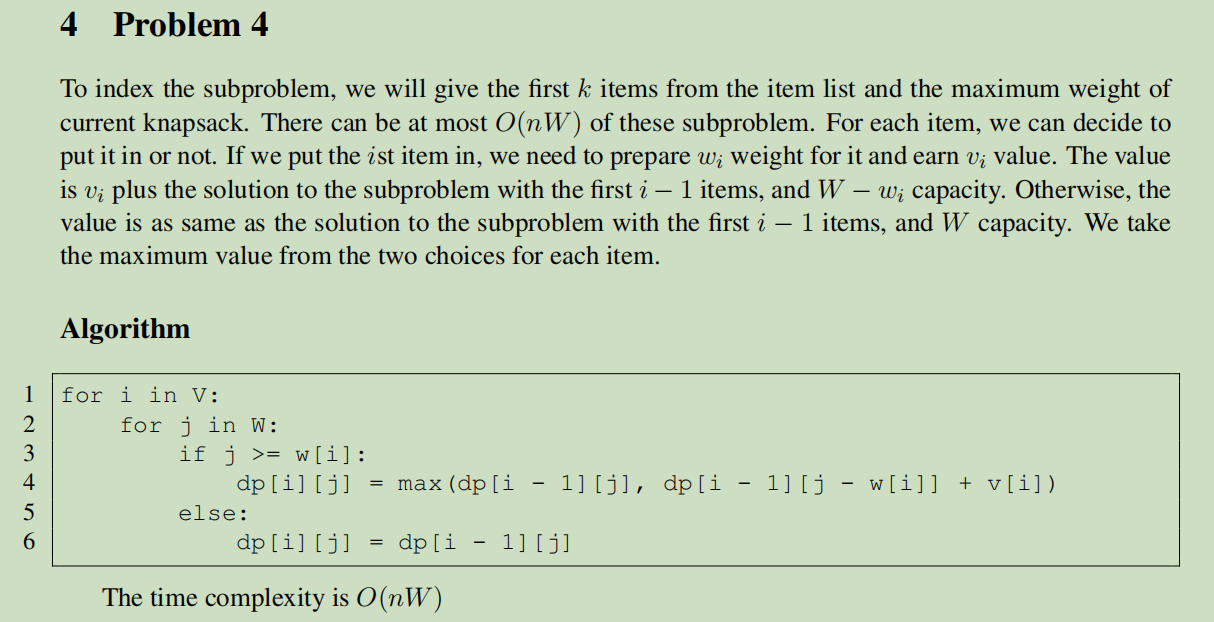 4 Problem 4
To index the subproblem, we will give the first k items from the item list and the maximum weight of
current knapsack. There can be at most O(nW) of these subproblem. For each item, we can decide to
put it in or not. If we put the ist item in, we need to prepare wᵢ weight for it and earn vᵢ value. The value
is vᵢ plus the solution to the subproblem with the first i − 1 items, and W − wᵢ capacity. Otherwise, the
value is as same as the solution to the subproblem with the first i − 1 items, and W capacity. We take
the maximum value from the two choices for each item.
Algorithm
1 for i in V:
2     for j in W:
3         if j >= w[i]:
4             dp[i][j] = max(dp[i - 1][j], dp[i - 1][j - w[i]] + v[i])
5         else:
6             dp[i][j] = dp[i - 1][j]
The time complexity is O(nW)